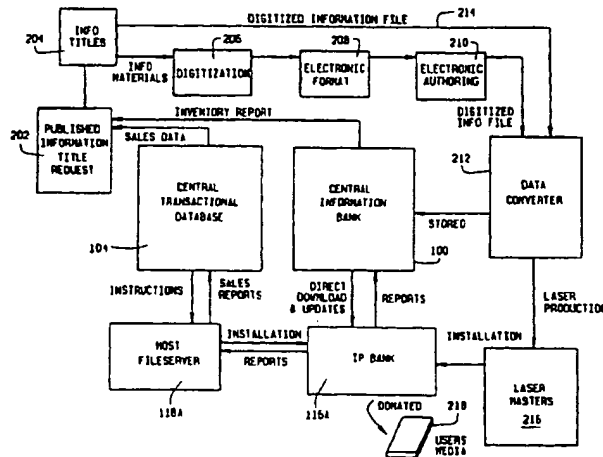 DIGITIZED INFORMATION FILE
214
204
INFO
TITLES
206
208
210
INFO
MATERIALS
DIGITIZATION
ELECTRONIC
FORMAT
ELECTRONIC
AUTHORING
INVENTORY REPORT
DIGITIZED
INFO FILE
202
PUBLISHED
INFORMATION
TITLE
REQUEST
SALES DATA
212
CENTRAL
TRANSACTIONAL
DATABASE
CENTRAL
INFORMATION
BANK
DATA
CONVERTER
STORED
104
100
INSTRUCTIONS
SALES
REPORTS
DIRECT
DOWNLOAD
& UPDATES
REPORTS
LASER
PRODUCTION
INSTALLATION
INSTALLATION
REPORTS
FILESERVER
IP BANK
118A
116A
LASER
MASTERS
216
218
USERS
MEDIA